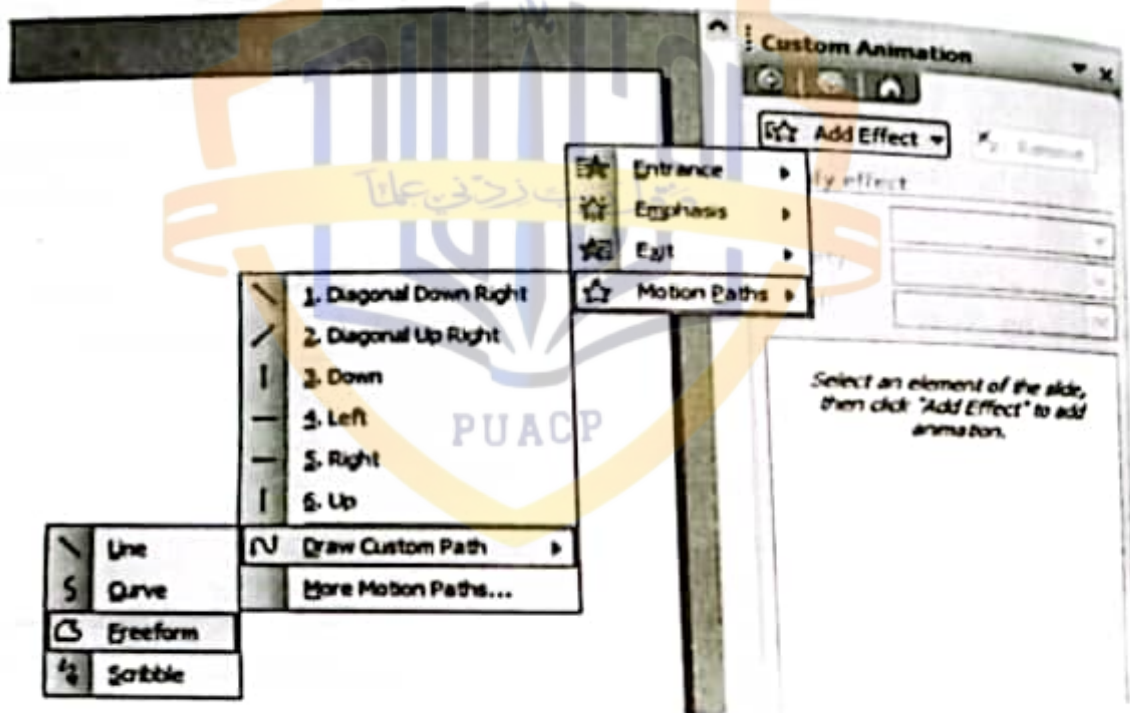 Custom Animation
Add Effect
Remove
Entrance
Emphasis
Exit
Motion Paths
1. Diagonal Down Right
2. Diagonal Up Right
3. Down
4. Left
5. Right
6. Up
Draw Custom Path
More Motion Paths...
Line
Curve
Freeform
Scribble
Select an element of the slide,
then click "Add Effect" to add
animation.
PUACP